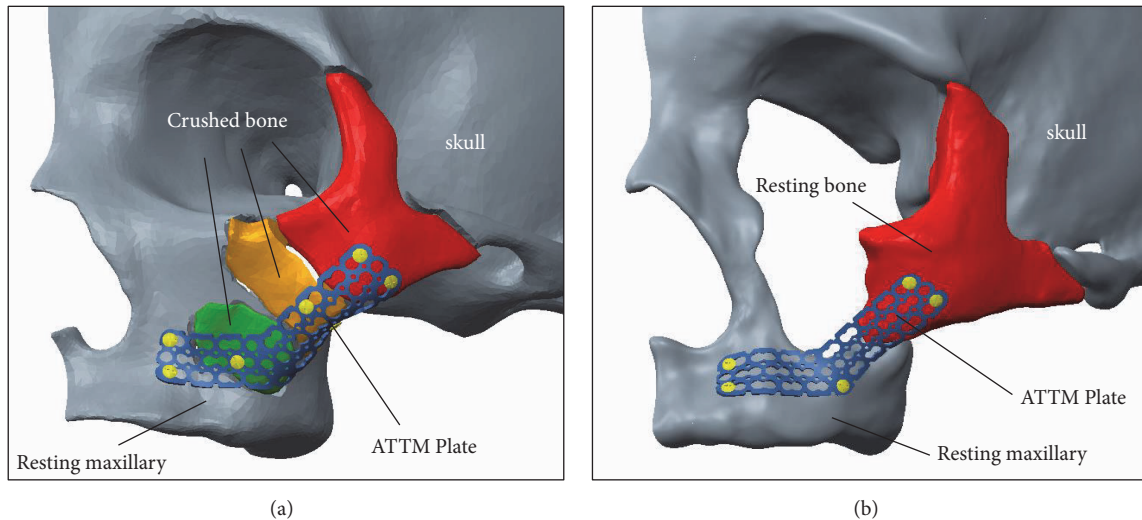 Crushed bone
skull
ATTM Plate
Resting maxillary
(a)
skull
Resting bone
ATTM Plate
Resting maxillary
(b)